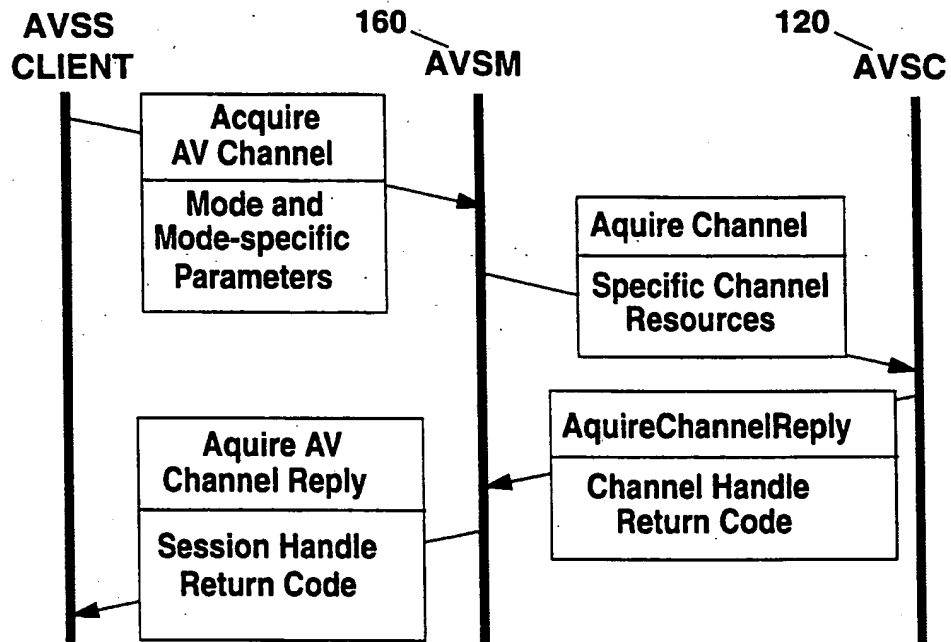 AVSS
CLIENT
160
AVSM
120
AVSC
Acquire
AV Channel
Mode and
Mode-specific
Parameters
Aquire Channel
Specific Channel
Resources
AquireChannelReply
Channel Handle
Return Code
Aquire AV
Channel Reply
Session Handle
Return Code